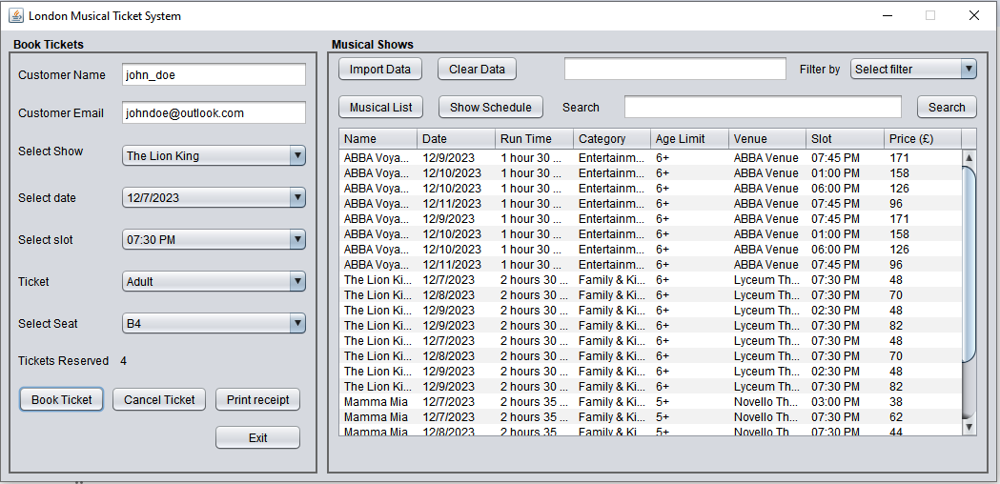 London Musical Ticket System
Book Tickets
Customer Name john_doe
Customer Email johndoe@outlook.com
Select Show The Lion King
Select date 12/7/2023
Select slot 07:30 PM
Ticket Adult
Select Seat B4
Tickets Reserved 4
Book Ticket Cancel Ticket Print receipt
Exit
Musical Shows
Import Data Clear Data Filter by Select filter
Musical List Show Schedule Search Search
Name Date Run Time Category Age Limit Venue Slot Price (£)
ABBA Voya... 12/9/2023 1 hour 30 ... Entertainm... 6+ ABBA Venue 07:45 PM 171
ABBA Voya... 12/10/2023 1 hour 30 ... Entertainm... 6+ ABBA Venue 01:00 PM 158
ABBA Voya... 12/10/2023 1 hour 30 ... Entertainm... 6+ ABBA Venue 06:00 PM 126
ABBA Voya... 12/11/2023 1 hour 30 ... Entertainm... 6+ ABBA Venue 07:45 PM 96
ABBA Voya... 12/9/2023 1 hour 30 ... Entertainm... 6+ ABBA Venue 07:45 PM 171
ABBA Voya... 12/10/2023 1 hour 30 ... Entertainm... 6+ ABBA Venue 01:00 PM 158
ABBA Voya... 12/10/2023 1 hour 30 ... Entertainm... 6+ ABBA Venue 06:00 PM 126
ABBA Voya... 12/11/2023 1 hour 30 ... Entertainm... 6+ ABBA Venue 07:45 PM 96
The Lion Ki... 12/7/2023 2 hours 30 ... Family & Ki... 6+ Lyceum Th... 07:30 PM 48
The Lion Ki... 12/8/2023 2 hours 30 ... Family & Ki... 6+ Lyceum Th... 07:30 PM 70
The Lion Ki... 12/9/2023 2 hours 30 ... Family & Ki... 6+ Lyceum Th... 02:30 PM 48
The Lion Ki... 12/9/2023 2 hours 30 ... Family & Ki... 6+ Lyceum Th... 07:30 PM 82
The Lion Ki... 12/7/2023 2 hours 30 ... Family & Ki... 6+ Lyceum Th... 07:30 PM 48
The Lion Ki... 12/8/2023 2 hours 30 ... Family & Ki... 6+ Lyceum Th... 07:30 PM 70
The Lion Ki... 12/9/2023 2 hours 30 ... Family & Ki... 6+ Lyceum Th... 02:30 PM 48
The Lion Ki... 12/9/2023 2 hours 30 ... Family & Ki... 6+ Lyceum Th... 07:30 PM 82
Mamma Mia 12/7/2023 2 hours 35 ... Family & Ki... 5+ Novello Th... 03:00 PM 38
Mamma Mia 12/7/2023 2 hours 35 ... Family & Ki... 5+ Novello Th... 07:30 PM 62
Mamma Mia 12/8/2023 2 hours 35 ... Family & Ki... 5+ Novello Th... 07:30 PM 44